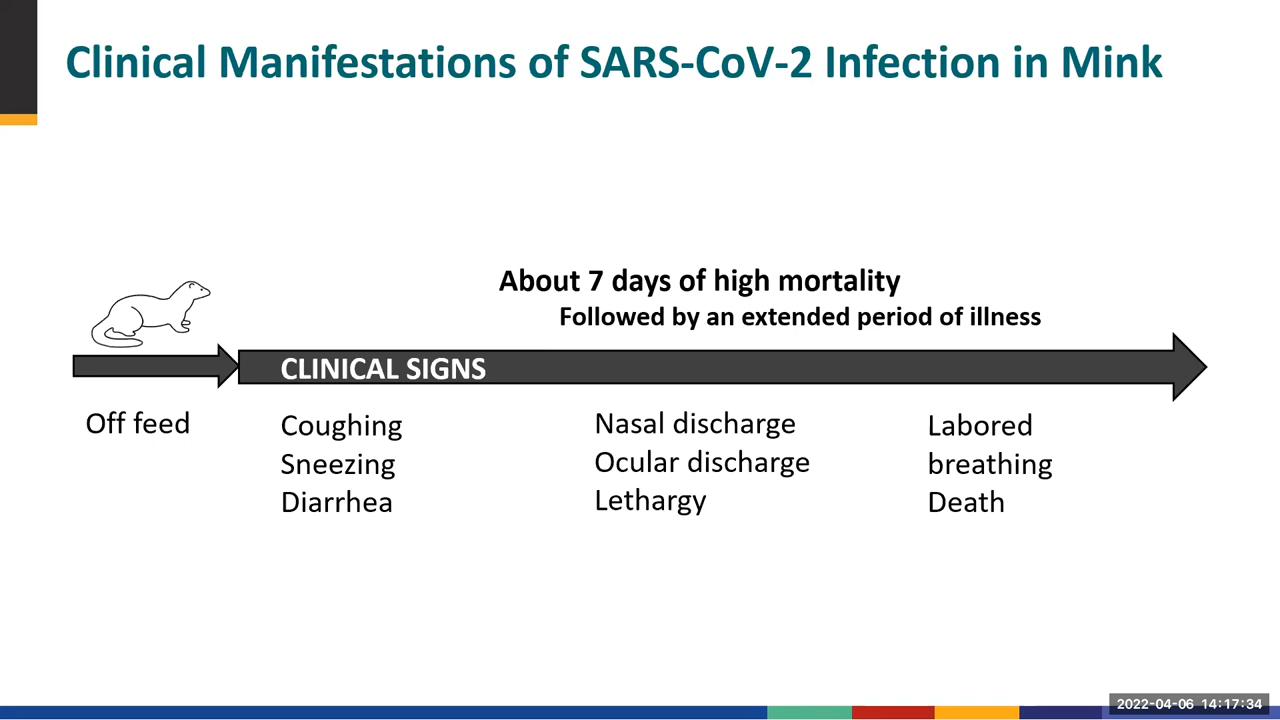 Clinical Manifestations of SARS-CoV-2 Infection in Mink
About 7 days of high mortality
Followed by an extended period of illness
CLINICAL SIGNS
Off feed
Coughing
Sneezing
Diarrhea
Nasal discharge
Ocular discharge
Lethargy
Labored
breathing
Death
2022-04-06 14:17:34